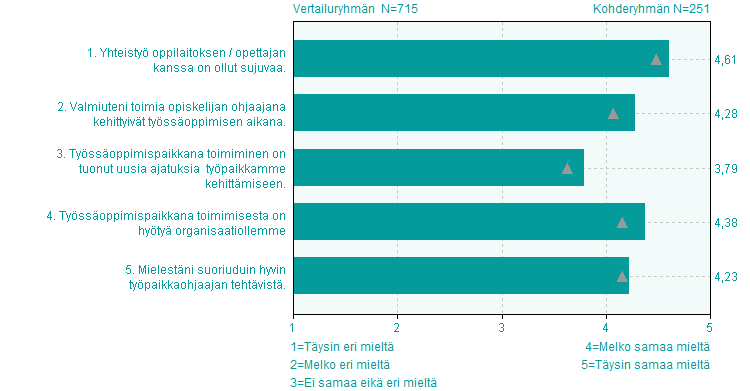 Vertailuryhmän N=715 Kohderyhmän N=251
1. Yhteistyö oppilaitoksen / opettajan
kanssa on ollut sujuvaa.
4,61
2. Valmiuteni toimia opiskelijan ohjaajana
kehittyivät työssäoppimisen aikana.
4,28
3. Työssäoppimispaikkana toimiminen on
tuonut uusia ajatuksia työpaikkamme
kehittämiseen.
3,79
4. Työssäoppimispaikkana toimimisesta on
hyötyä organisaatiollemme
4,38
5. Mielestäni suoriuduin hyvin
työpaikkaohjaajan tehtävistä.
4,23
1 2 3 4 5
1=Täysin eri mieltä 4=Melko samaa mieltä
2=Melko eri mieltä 5=Täysin samaa mieltä
3=Ei samaa eikä eri mieltä